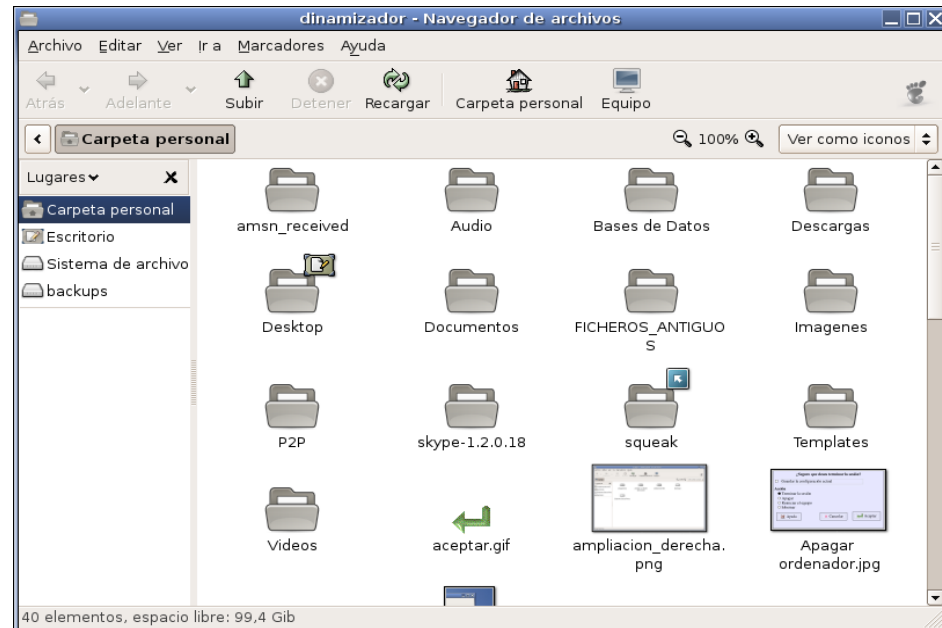 dinamizador - Navegador de archivos
Archivo Editar Ver Ir a Marcadores Ayuda
Atrás Adelante Subir Detener Recargar Carpeta personal Equipo
Carpeta personal 100% Ver como iconos
Lugares
Carpeta personal
Escritorio
Sistema de archivo
backups
amsn_received Audio Bases de Datos Descargas
Desktop Documentos FICHEROS_ANTIGUO
S Imagenes
P2P skype-1.2.0.18 squeak Templates
Videos aceptar.gif ampliacion_derecha.
png Apagar
ordenador.jpg
40 elementos, espacio libre: 99,4 Gib